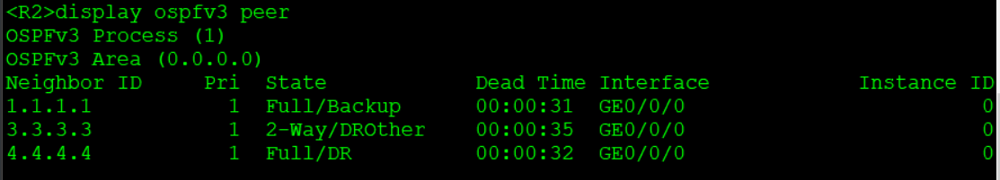 <R2>display ospfv3 peer
OSPFv3 Process (1)
OSPFv3 Area (0.0.0.0)
Neighbor ID Pri State Dead Time Interface Instance ID
1.1.1.1 1 Full/Backup 00:00:31 GE0/0/0 0
3.3.3.3 1 2-Way/DROther 00:00:35 GE0/0/0 0
4.4.4.4 1 Full/DR 00:00:32 GE0/0/0 0